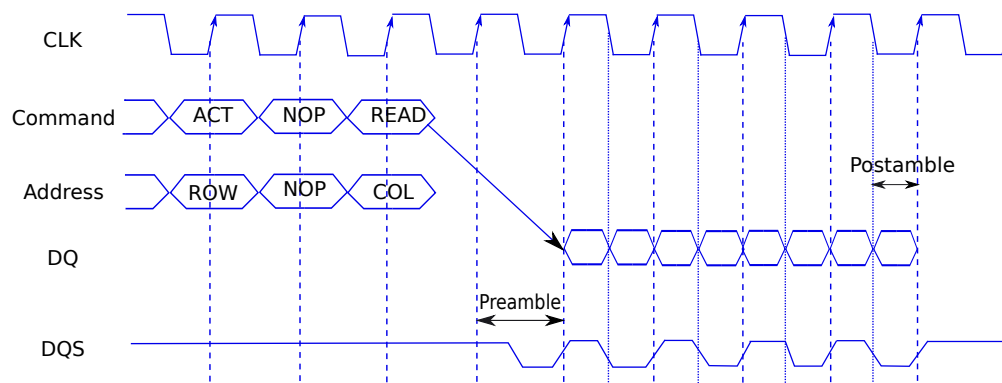 CLK
Command ACT NOP READ
Postamble
Address ROW NOP COL
DQ
Preamble
DQS